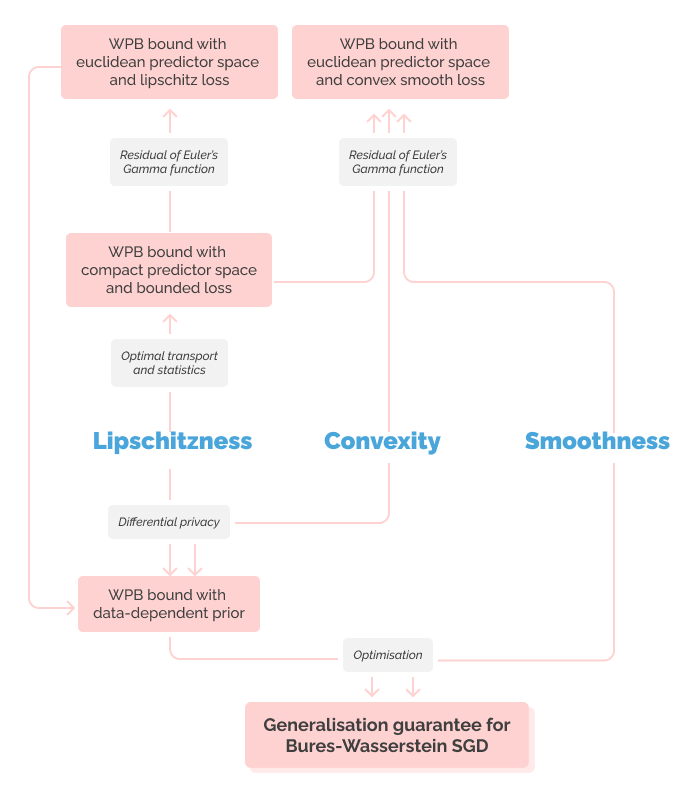 WPB bound with
euclidean predictor space
and lipschitz loss
WPB bound with
euclidean predictor space
and convex smooth loss
Residual of Euler's
Gamma function
Residual of Euler's
Gamma function
WPB bound with
compact predictor space
and bounded loss
Optimal transport
and statistics
Lipschitzness
Convexity
Smoothness
Differential privacy
WPB bound with
data-dependent prior
Optimisation
Generalisation guarantee for
Bures-Wasserstein SGD